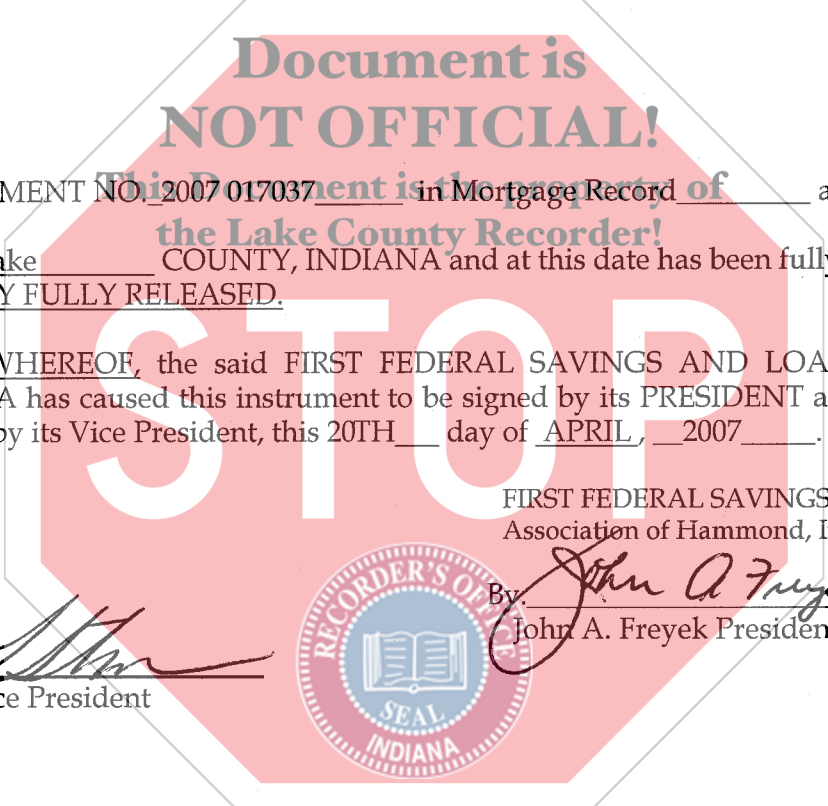 Document is
NOT OFFICIAL!
This Document is the property of
the Lake County Recorder!
MENT NO. 2007 017037 in Mortgage Record a
ake COUNTY, INDIANA and at this date has been fully
Y FULLY RELEASED.
WHEREOF, the said FIRST FEDERAL SAVINGS AND LOA
A has caused this instrument to be signed by its PRESIDENT a
by its Vice President, this 20TH day of APRIL, 2007.
FIRST FEDERAL SAVINGS
Association of Hammond, I
By. John A Frey
John A. Freyek Presiden
ce President
STOP
RECORDER'S OFFICE
SEAL
INDIANA